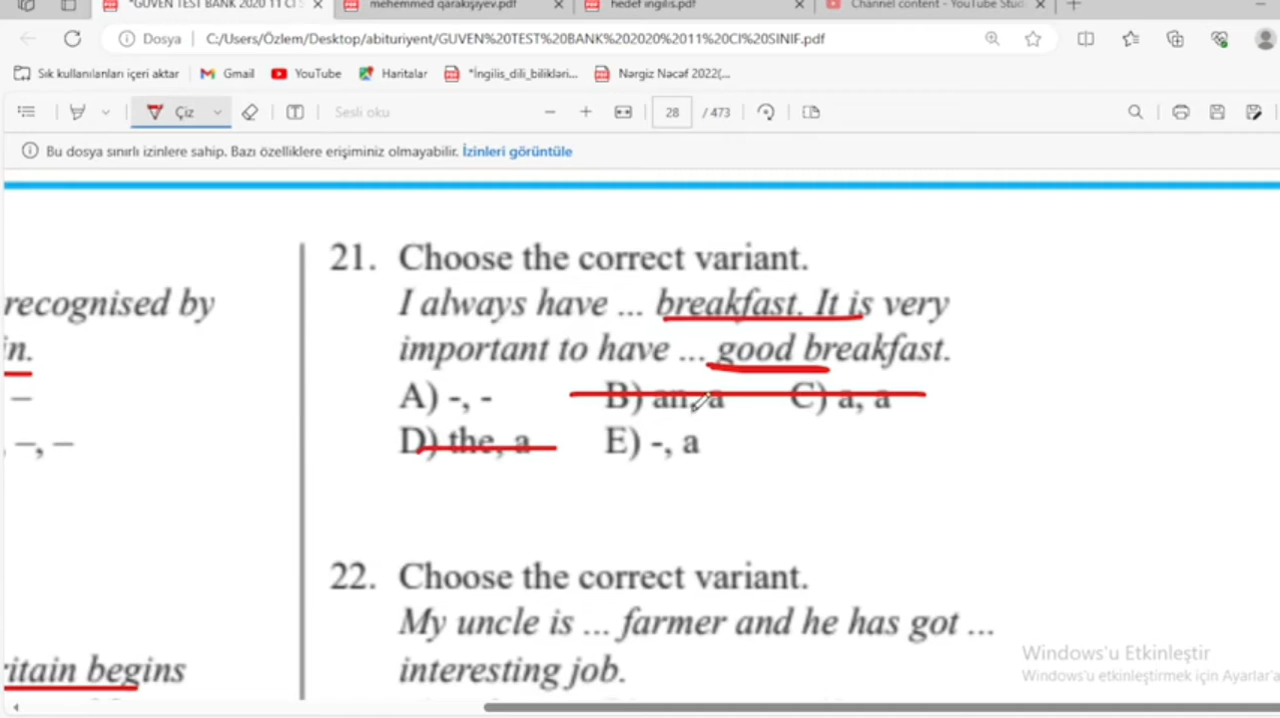 *GUVEN TEST BANK 2020 11 CI S
mehemmed qarakışıyev.pdf
hedef ingilis.pdf
Channel content - YouTube Stud
Dosya
C:/Users/Özlem/Desktop/abituriyent/GUVEN%20TEST%20BANK%202020%2011%20CI%20SINIF.pdf
Sık kullanılanları içeri aktar
Gmail
YouTube
Haritalar
*İngilis_dili_bilikləri...
Nərgiz Nəcəf 2022(...
Çiz
Sesli oku
28 / 473
Bu dosya sınırlı izinlere sahip. Bazı özelliklere erişiminiz olmayabilir. İzinleri görüntüle
recognised by
in.
–
, –, –
ritain begins
21. Choose the correct variant.
I always have ... breakfast. It is very
important to have ... good breakfast.
A) -, - B) an, a C) a, a
D) the, a E) -, a
22. Choose the correct variant.
My uncle is ... farmer and he has got ...
interesting job.
Windows'u Etkinleştir
Windows'u etkinleştirmek için Ayarlar'a